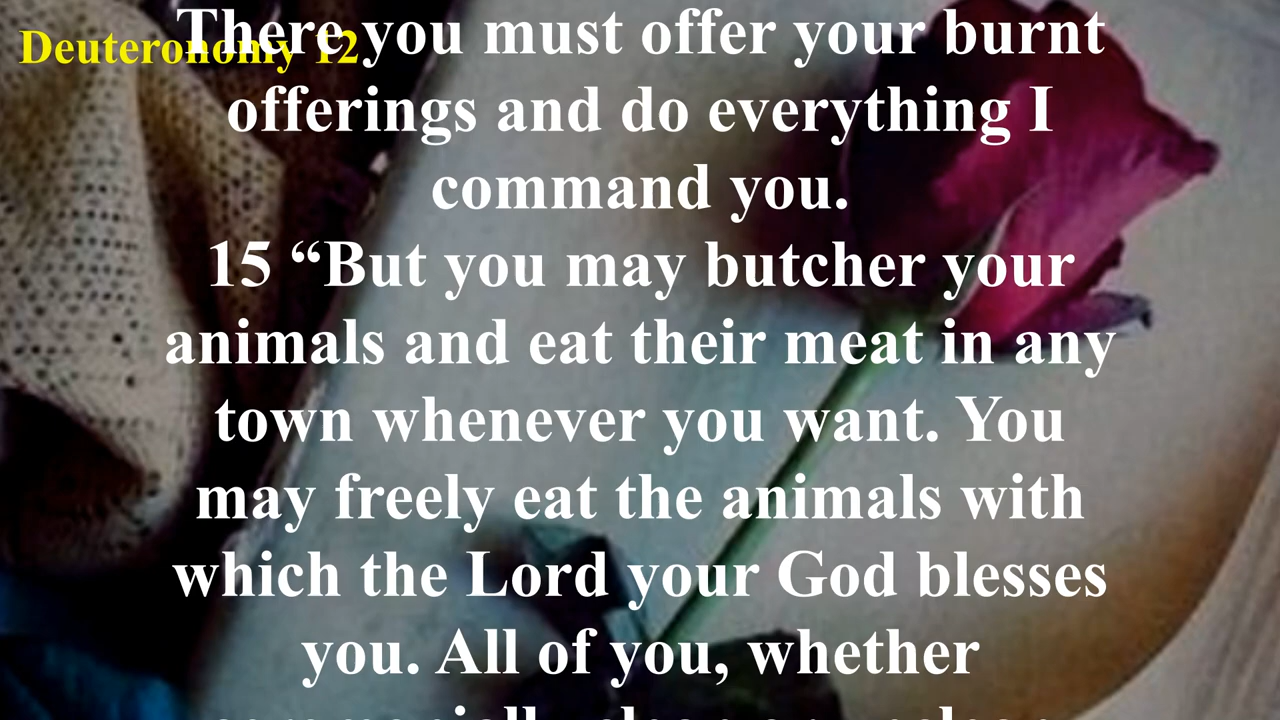 Deuteronomy 12
There you must offer your burnt
offerings and do everything I
command you.
15 “But you may butcher your
animals and eat their meat in any
town whenever you want. You
may freely eat the animals with
which the Lord your God blesses
you. All of you, whether